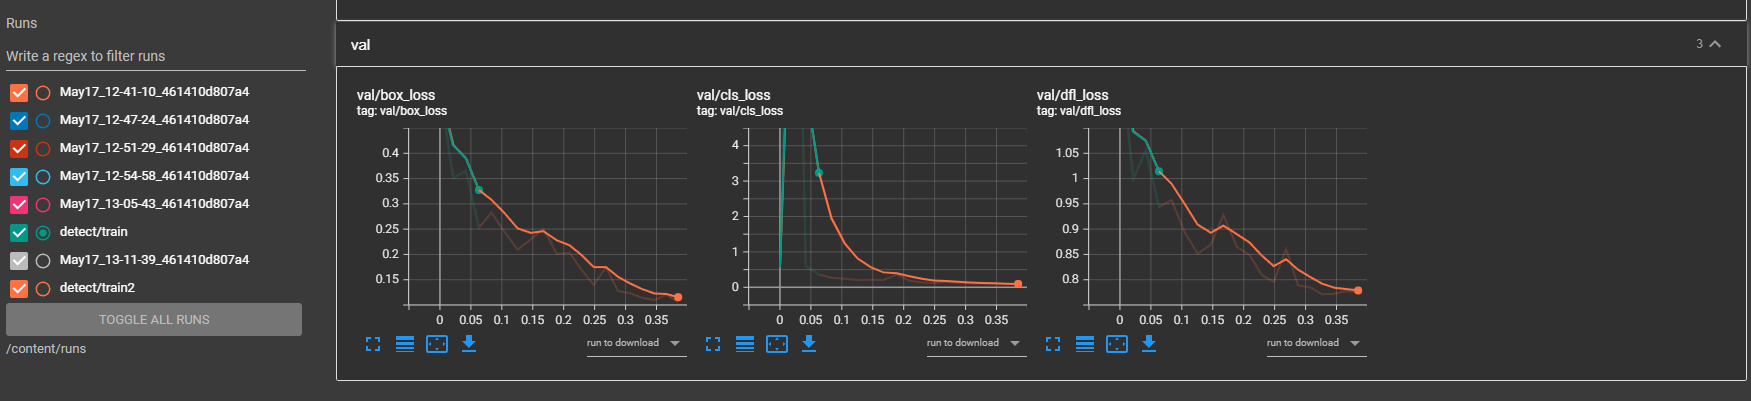 Runs
Write a regex to filter runs
May17_12-41-10_461410d807a4
May17_12-47-24_461410d807a4
May17_12-51-29_461410d807a4
May17_12-54-58_461410d807a4
May17_13-05-43_461410d807a4
detect/train
May17_13-11-39_461410d807a4
detect/train2
TOGGLE ALL RUNS
/content/runs
val
3
val/box_loss
tag: val/box_loss
0.4
0.35
0.3
0.25
0.2
0.15
0 0.05 0.1 0.15 0.2 0.25 0.3 0.35
run to download
val/cls_loss
tag: val/cls_loss
4
3
2
1
0
0 0.05 0.1 0.15 0.2 0.25 0.3 0.35
run to download
val/dfl_loss
tag: val/dfl_loss
1.05
1
0.95
0.9
0.85
0.8
0 0.05 0.1 0.15 0.2 0.25 0.3 0.35
run to download